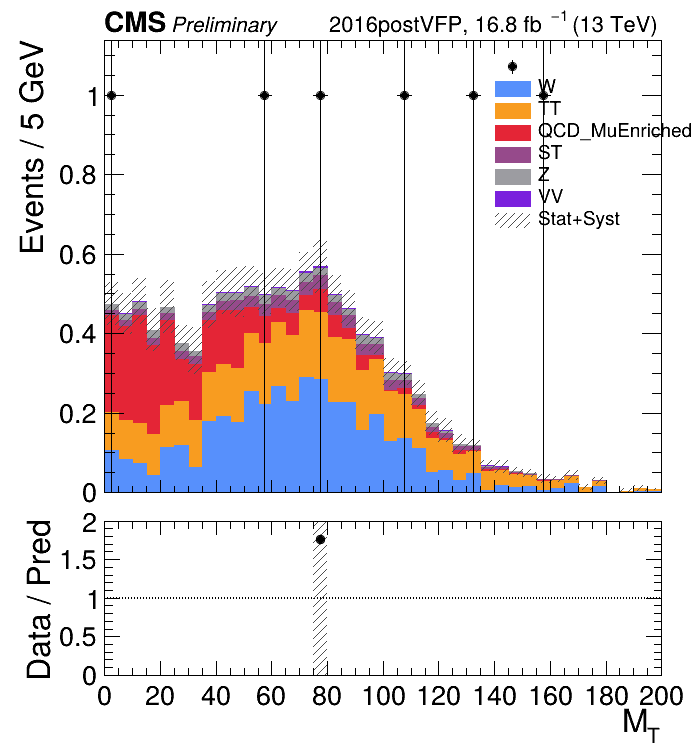 CMS Preliminary 2016postVFP, 16.8 fb⁻¹ (13 TeV)
Events / 5 GeV
1
0.8
0.6
0.4
0.2
0
W
TT
QCD_MuEnriched
ST
Z
VV
Stat+Syst
Data / Pred
2
1.5
1
0.5
0
0 20 40 60 80 100 120 140 160 180 200
M_T